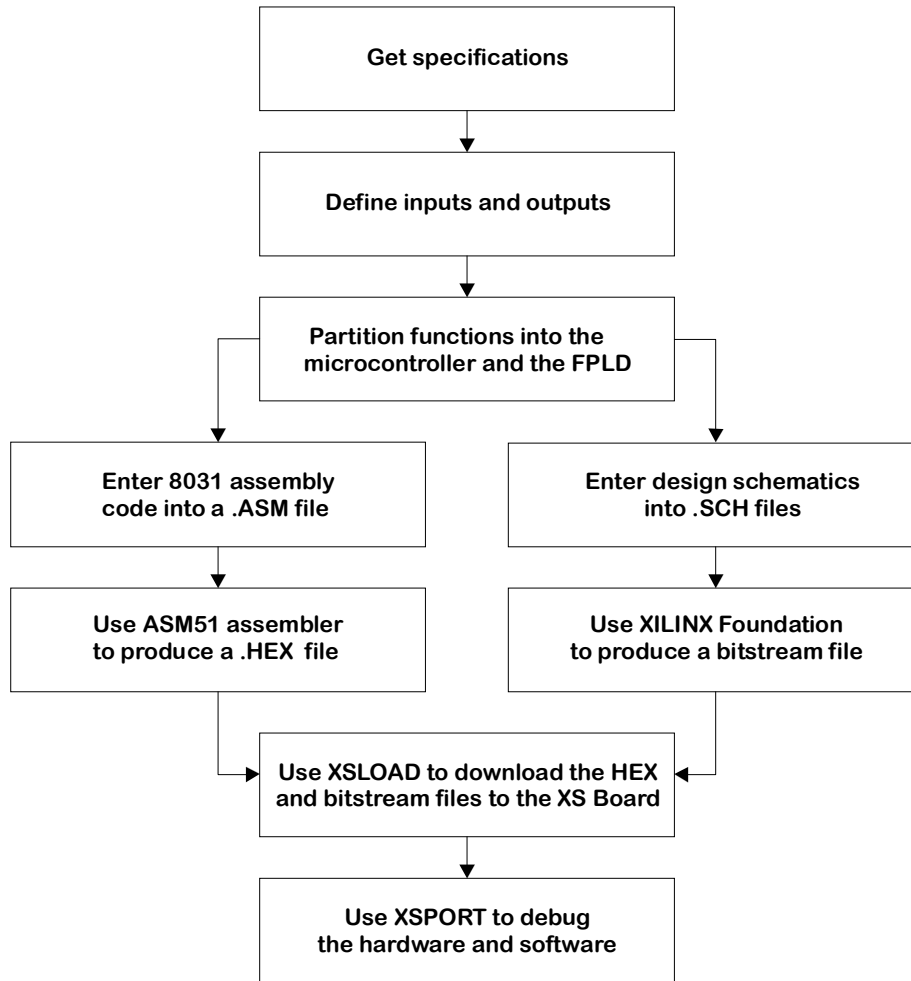 Get specifications
Define inputs and outputs
Partition functions into the
microcontroller and the FPLD
Enter 8031 assembly
code into a .ASM file
Enter design schematics
into .SCH files
Use ASM51 assembler
to produce a .HEX file
Use XILINX Foundation
to produce a bitstream file
Use XSLOAD to download the HEX
and bitstream files to the XS Board
Use XSPORT to debug
the hardware and software